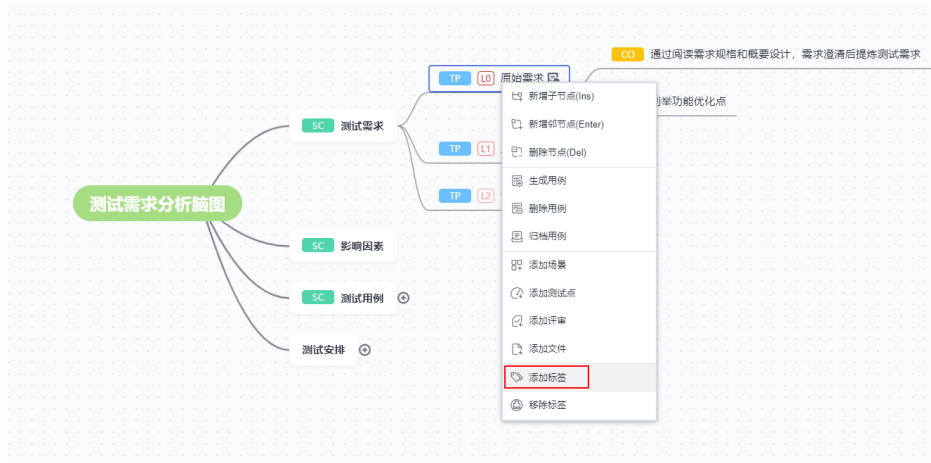 CO 通过阅读需求规格和概要设计，需求澄清后提炼测试需求
TP L0 原始需求
举功能优化点
SC 测试需求
TP L1
TP L2
测试需求分析脑图
SC 影响因素
SC 测试用例
测试安排
新增子节点(Ins)
新增邻节点(Enter)
删除节点(Del)
生成用例
删除用例
归档用例
添加场景
添加测试点
添加评审
添加文件
添加标签
移除标签